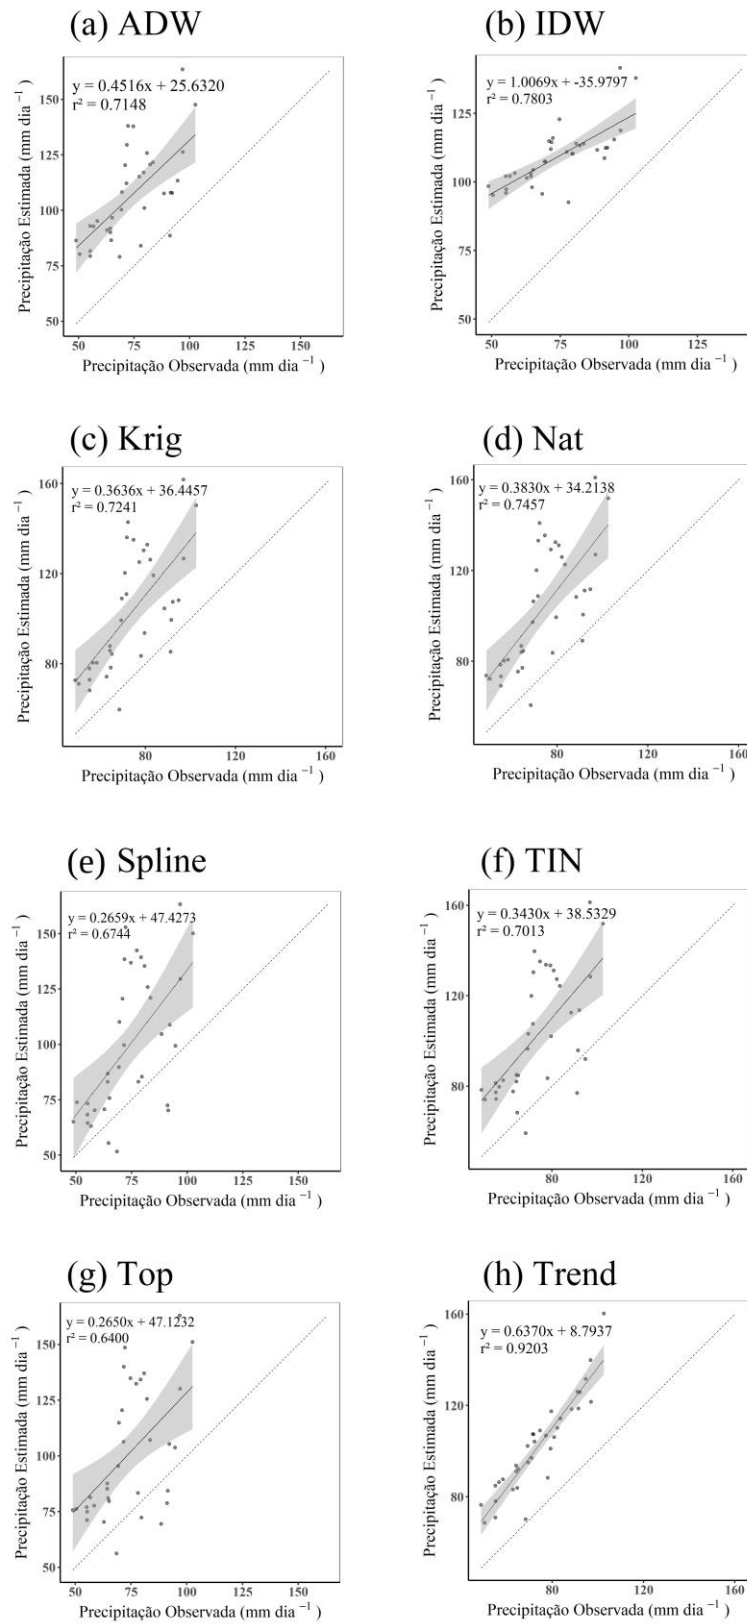 (a) ADW
y = 0.4516x + 25.6320
r² = 0.7148
Precipitação Estimada (mm dia ⁻¹ )
150
125
100
75
50
50 75 100 125 150
Precipitação Observada (mm dia ⁻¹ )
(b) IDW
y = 1.0069x + -35.9797
r² = 0.7803
Precipitação Estimada (mm dia ⁻¹ )
125
100
75
50
50 75 100 125
Precipitação Observada (mm dia ⁻¹ )
(c) Krig
y = 0.3636x + 36.4457
r² = 0.7241
Precipitação Estimada (mm dia ⁻¹ )
160
120
80
80 120 160
Precipitação Observada (mm dia ⁻¹ )
(d) Nat
y = 0.3830x + 34.2138
r² = 0.7457
Precipitação Estimada (mm dia ⁻¹ )
160
120
80
80 120 160
Precipitação Observada (mm dia ⁻¹ )
(e) Spline
y = 0.2659x + 47.4273
r² = 0.6744
Precipitação Estimada (mm dia ⁻¹ )
150
125
100
75
50
50 75 100 125 150
Precipitação Observada (mm dia ⁻¹ )
(f) TIN
y = 0.3430x + 38.5329
r² = 0.7013
Precipitação Estimada (mm dia ⁻¹ )
160
120
80
80 120 160
Precipitação Observada (mm dia ⁻¹ )
(g) Top
y = 0.2650x + 47.1232
r² = 0.6400
Precipitação Estimada (mm dia ⁻¹ )
150
125
100
75
50
50 75 100 125 150
Precipitação Observada (mm dia ⁻¹ )
(h) Trend
y = 0.6370x + 8.7937
r² = 0.9203
Precipitação Estimada (mm dia ⁻¹ )
160
120
80
80 120 160
Precipitação Observada (mm dia ⁻¹ )